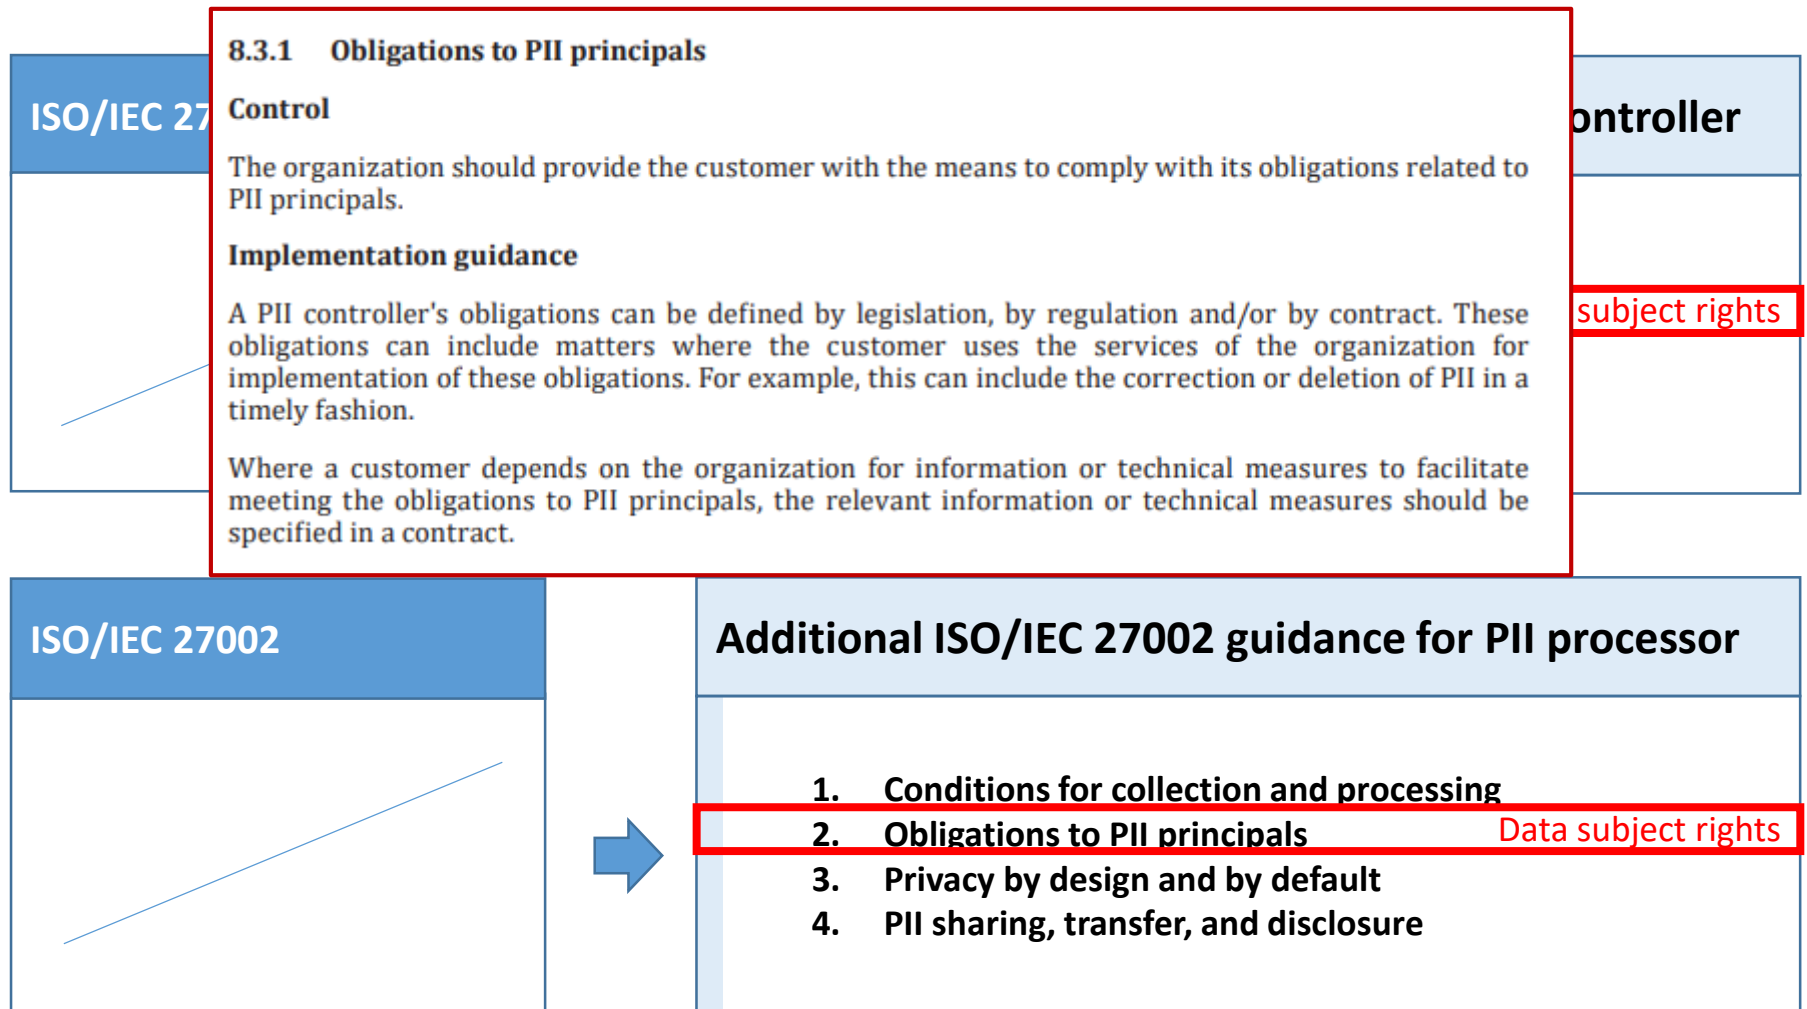 8.3.1 Obligations to PII principals
ISO/IEC 27
Control
ontroller
The organization should provide the customer with the means to comply with its obligations related to
PII principals.
Implementation guidance
A PII controller's obligations can be defined by legislation, by regulation and/or by contract. These
obligations can include matters where the customer uses the services of the organization for
implementation of these obligations. For example, this can include the correction or deletion of PII in a
timely fashion.
subject rights
Where a customer depends on the organization for information or technical measures to facilitate
meeting the obligations to PII principals, the relevant information or technical measures should be
specified in a contract.
ISO/IEC 27002
Additional ISO/IEC 27002 guidance for PII processor
1. Conditions for collection and processing
2. Obligations to PII principals
Data subject rights
3. Privacy by design and by default
4. PII sharing, transfer, and disclosure